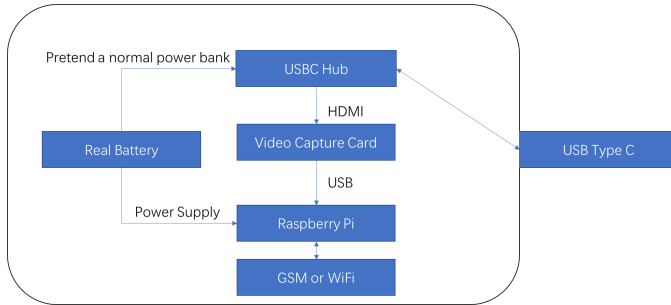 Pretend a normal power bank
USBC Hub
HDMI
Real Battery
Video Capture Card
USB Type C
USB
Power Supply
Raspberry Pi
GSM or WiFi